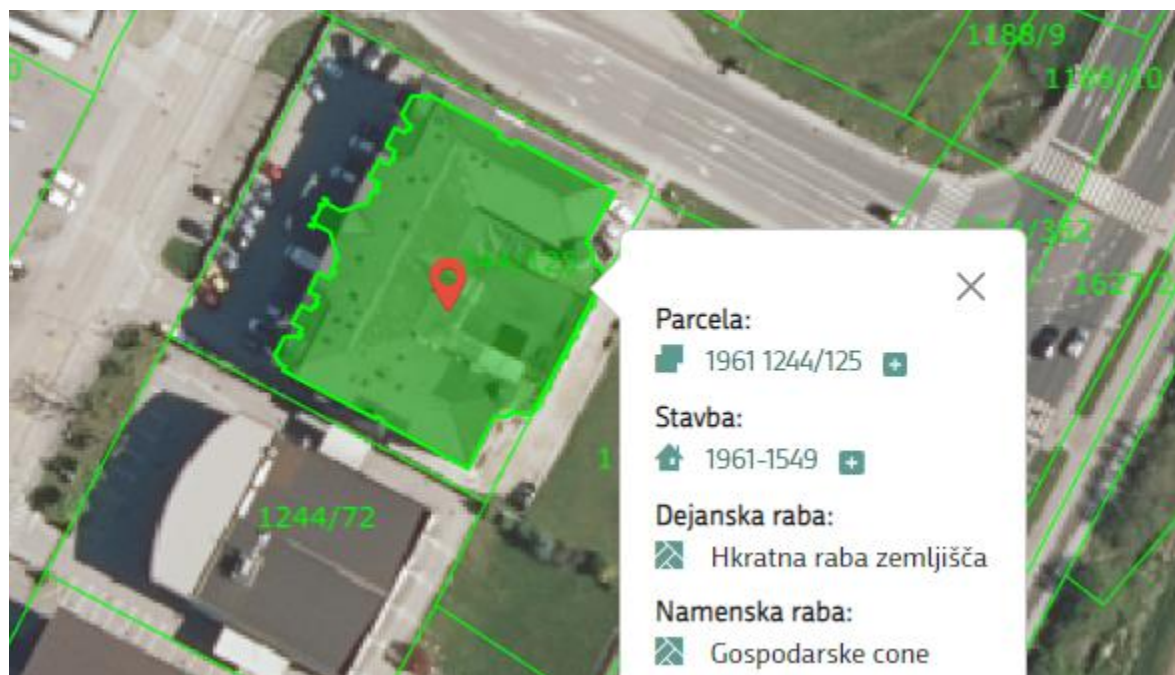 1188/9
1188/10
1244/72
Parcela:
1961 1244/125
Stavba:
1961-1549
Dejanska raba:
Hkratna raba zemljišča
Namenska raba:
Gospodarske cone